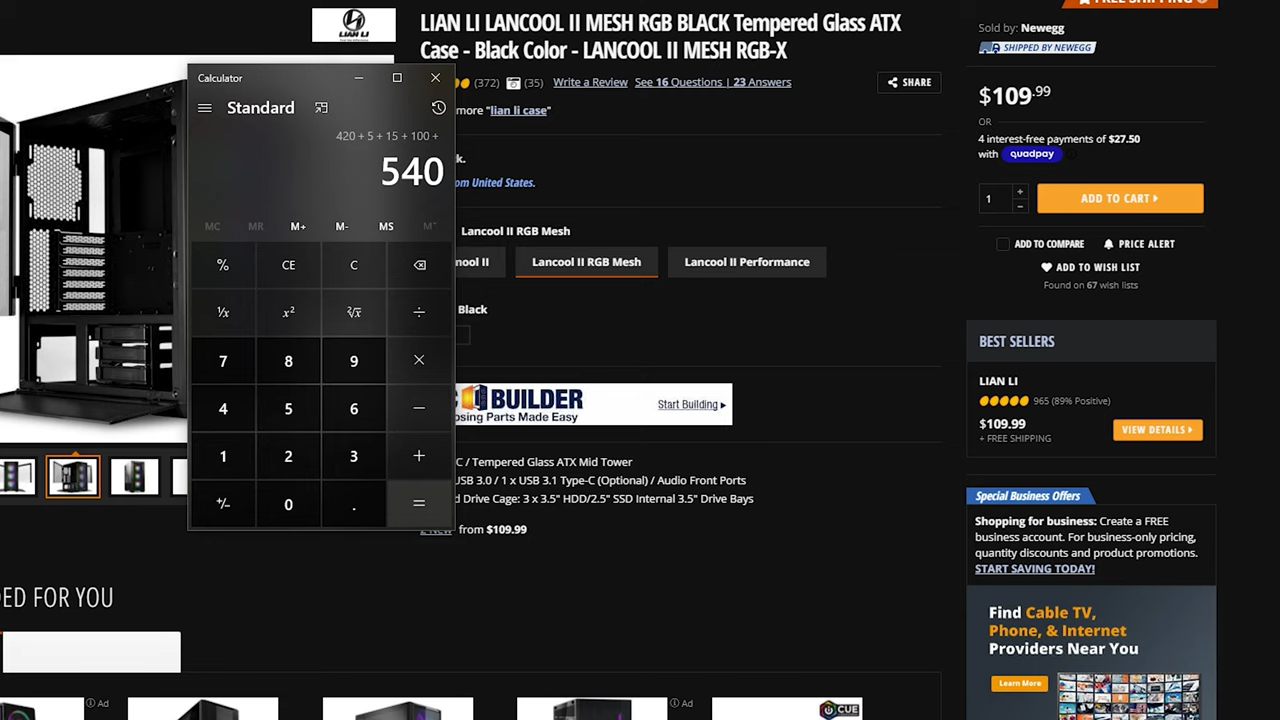 LIAN LI
LIAN LI LANCOOL II MESH RGB BLACK Tempered Glass ATX
Case - Black Color - LANCOOL II MESH RGB-X
(372) (35) Write a Review See 16 Questions | 23 Answers
SHARE
more "lian li case"
k.
om United States.
Lancool II RGB Mesh
ncool II
Lancool II RGB Mesh
Lancool II Performance
Black
BUILDER
osing Parts Made Easy
Start Building
C / Tempered Glass ATX Mid Tower
USB 3.0 / 1 x USB 3.1 Type-C (Optional) / Audio Front Ports
d Drive Cage: 3 x 3.5" HDD/2.5" SSD Internal 3.5" Drive Bays
from $109.99
Calculator
Standard
420 + 5 + 15 + 100 +
540
MC MR M+ M- MS M˅
% CE C
¹/x x² ²√x ÷
7 8 9 ×
4 5 6 −
1 2 3 +
+/− 0 . =
DED FOR YOU
Ad
Ad
iCUE
FREE SHIPPING
Sold by: Newegg
SHIPPED BY NEWEGG
$109.99
OR
4 interest-free payments of $27.50
with quadpay
1 + −
ADD TO CART
ADD TO COMPARE
PRICE ALERT
ADD TO WISH LIST
Found on 67 wish lists
BEST SELLERS
LIAN LI
965 (89% Positive)
$109.99
+ FREE SHIPPING
VIEW DETAILS
Special Business Offers
Shopping for business: Create a FREE
business account. For business-only pricing,
quantity discounts and product promotions.
START SAVING TODAY!
Find Cable TV,
Phone, & Internet
Providers Near You
Learn More